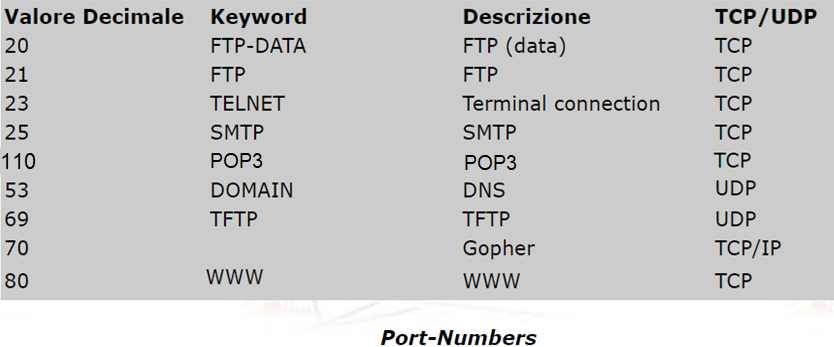 Valore Decimale Keyword Descrizione TCP/UDP
20 FTP-DATA FTP (data) TCP
21 FTP FTP TCP
23 TELNET Terminal connection TCP
25 SMTP SMTP TCP
110 POP3 POP3 TCP
53 DOMAIN DNS UDP
69 TFTP TFTP UDP
70 Gopher TCP/IP
80 WWW WWW TCP
Port-Numbers